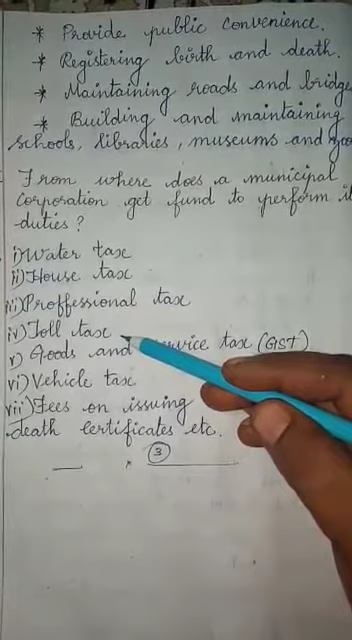 * Provide public convenience.
* Registering birth and death.
* Maintaining roads and bridge
* Building and maintaining
schools, libraries, museums and
From where does a municipal
Corporation get fund to perform
duties?
i) Water tax
ii) House tax
iii) Proffessional tax
iv) Toll tax
v) Goods and service tax (GST)
vi) Vehicle tax
vii) Fees on issuing
death certificates etc.
3